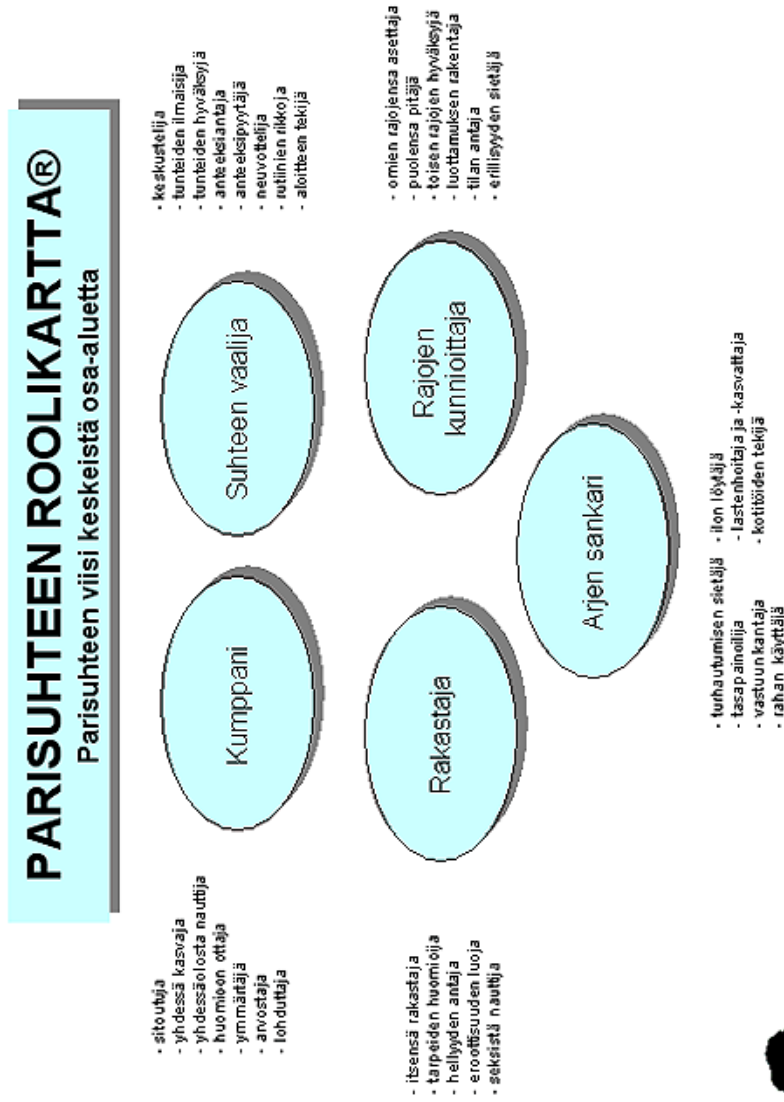 PARISUHTEEN ROOLIKARTTA®
Parisuhteen viisi keskeistä osa-aluetta
- sitoutuja
- yhdessä kasvaja
- yhdessäolosta nauttija
- huomioon ottaja
- ymmärtäjä
- arvostaja
- lohduttaja
Kumppani
Suhteen vaalija
- keskustelija
- tunteiden ilmaisija
- tunteiden hyväksyjä
- anteeksiantaja
- anteeksipyytäjä
- neuvottelija
- rutiinien rikkoja
- aloitteen tekijä
- itsensä rakastaja
- tarpeiden huomioija
- hellyyden antaja
- eroottisuuden luoja
- seksistä nauttija
Rakastaja
Rajojen
kunnioittaja
- omien rajojensa asettaja
- puolensa pitäjä
- toisen rajojen hyväksyjä
- luottamuksen rakentaja
- tilan antaja
- erillisyyden sietäjä
Arjen sankari
- turhautumisen sietäjä
- tasapainoilija
- vastuunkantaja
- rahan käyttäjä
- ilon löytäjä
- lastenhoitaja ja -kasvattaja
- kotitöiden tekijä